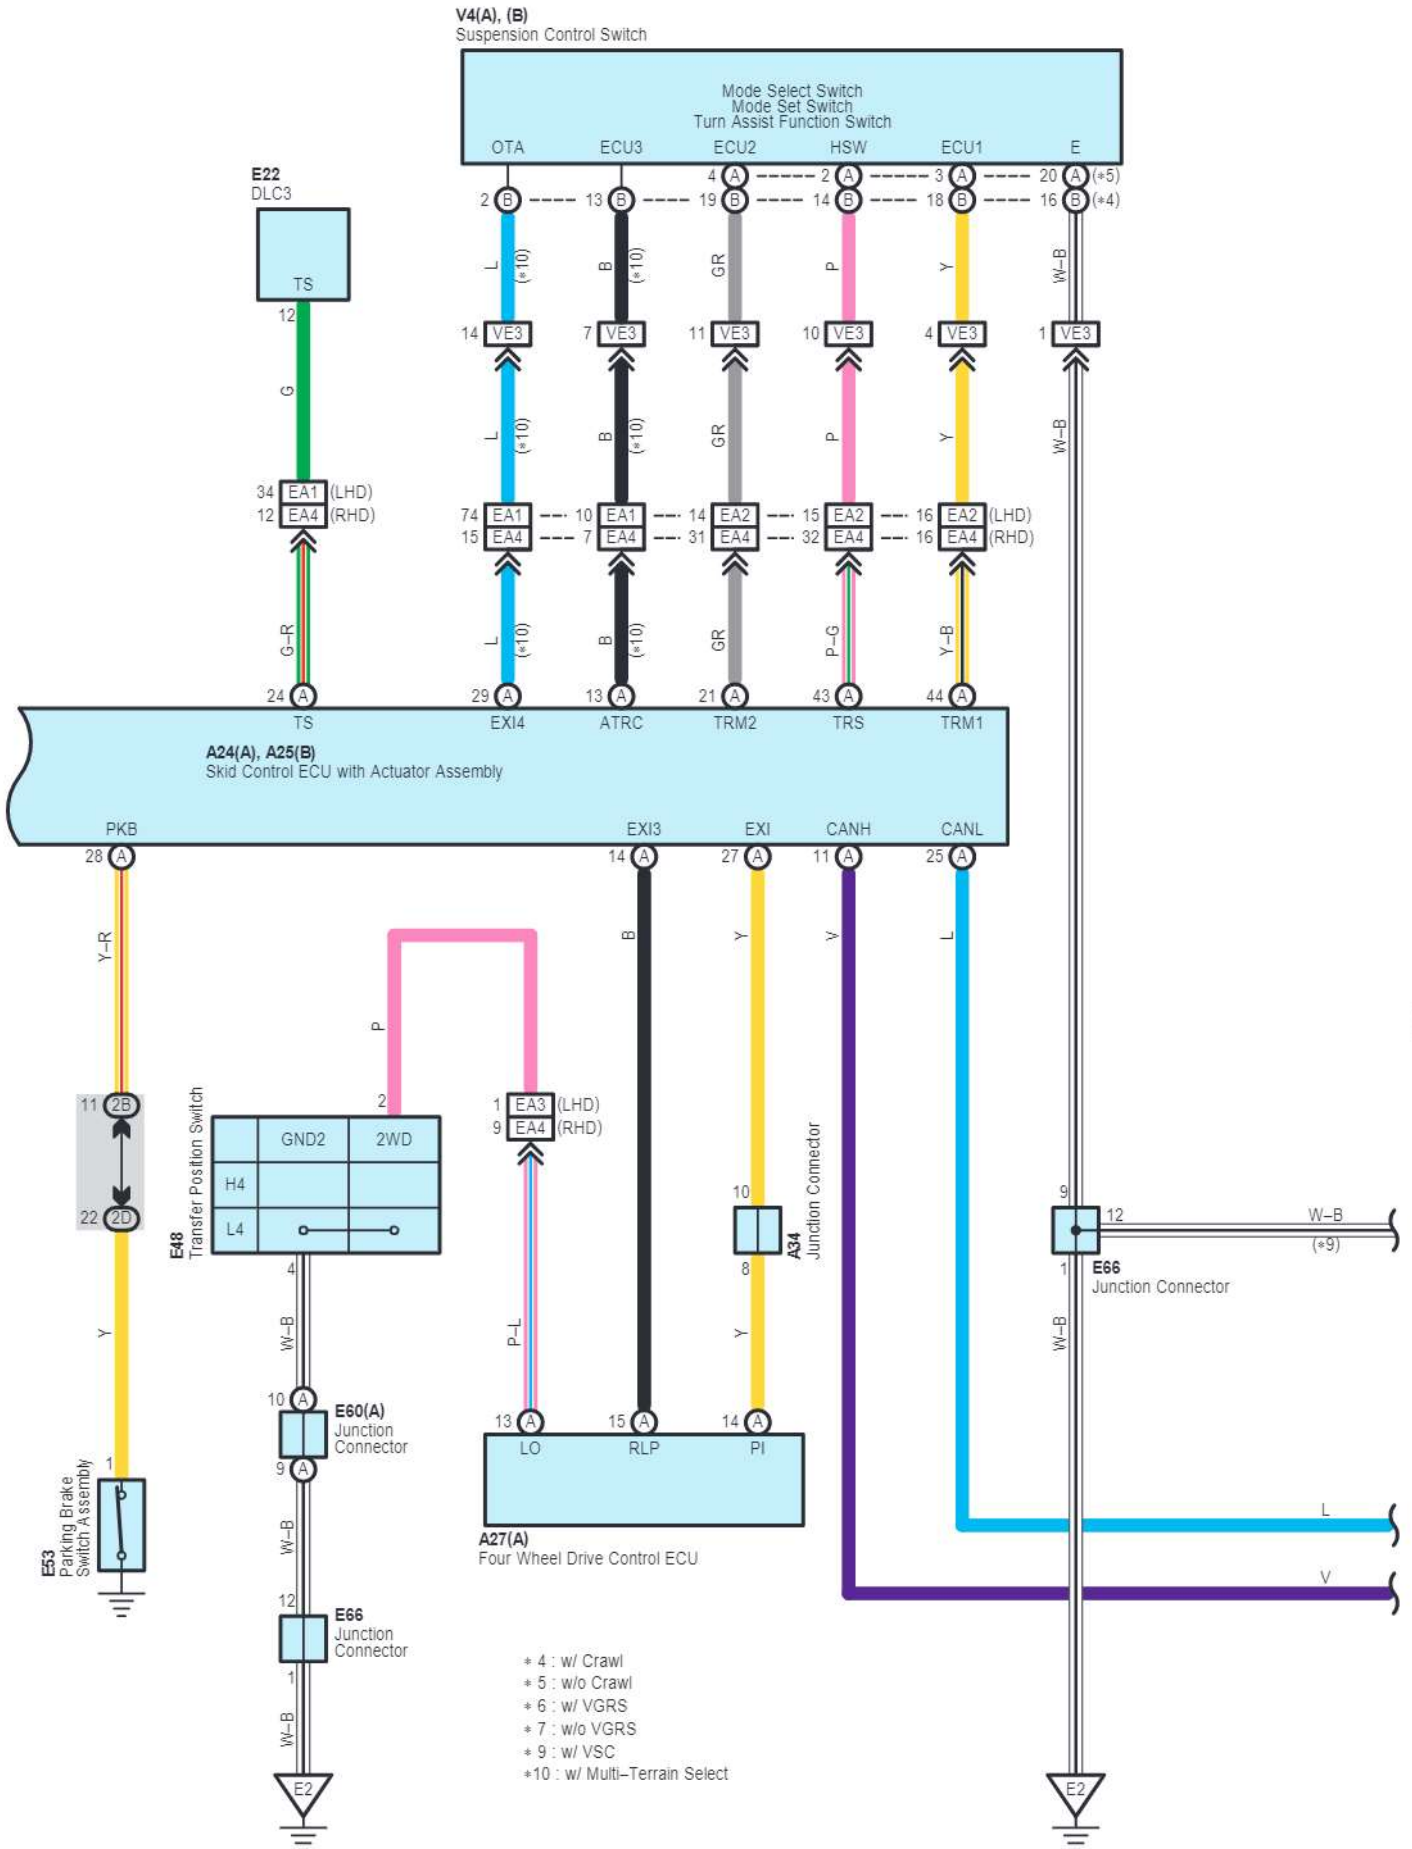 V4(A), (B)
Suspension Control Switch
Mode Select Switch
Mode Set Switch
Turn Assist Function Switch
OTA ECU3 ECU2 HSW ECU1 E
4 A 2 A 3 A 20 A (*5)
2 B 13 B 19 B 14 B 18 B 16 B (*4)
E22
DLC3
TS
12
L (*10) B (*10) GR P Y W–B
14 VE3 7 VE3 11 VE3 10 VE3 4 VE3 1 VE3
G
L (*10) B (*10) GR P Y W–B
34 EA1 (LHD)
12 EA4 (RHD)
74 EA1 10 EA1 14 EA2 15 EA2 16 EA2 (LHD)
15 EA4 7 EA4 31 EA4 32 EA4 16 EA4 (RHD)
G–R L (*10) B (*10) GR P–G Y–B
24 A 29 A 13 A 21 A 43 A 44 A
TS EXI4 ATRC TRM2 TRS TRM1
A24(A), A25(B)
Skid Control ECU with Actuator Assembly
PKB EXI3 EXI CANH CANL
28 A 14 A 27 A 11 A 25 A
Y–R B Y V L
P
11 2B
22 2D
2
GND2 2WD
H4
L4
E48
Transfer Position Switch
4
1 EA3 (LHD)
9 EA4 (RHD)
10
8
A34
Junction Connector
9
12 W–B
(*9)
1
E66
Junction Connector
Y W–B P–L Y W–B
10 A
E60(A)
Junction
Connector
9 A
13 A 15 A 14 A
LO RLP PI
A27(A)
Four Wheel Drive Control ECU
1
E53
Parking Brake
Switch Assembly
W–B
L
V
12
E66
Junction
Connector
1
W–B
E2
E2
* 4 : w/ Crawl
* 5 : w/o Crawl
* 6 : w/ VGRS
* 7 : w/o VGRS
* 9 : w/ VSC
*10 : w/ Multi–Terrain Select